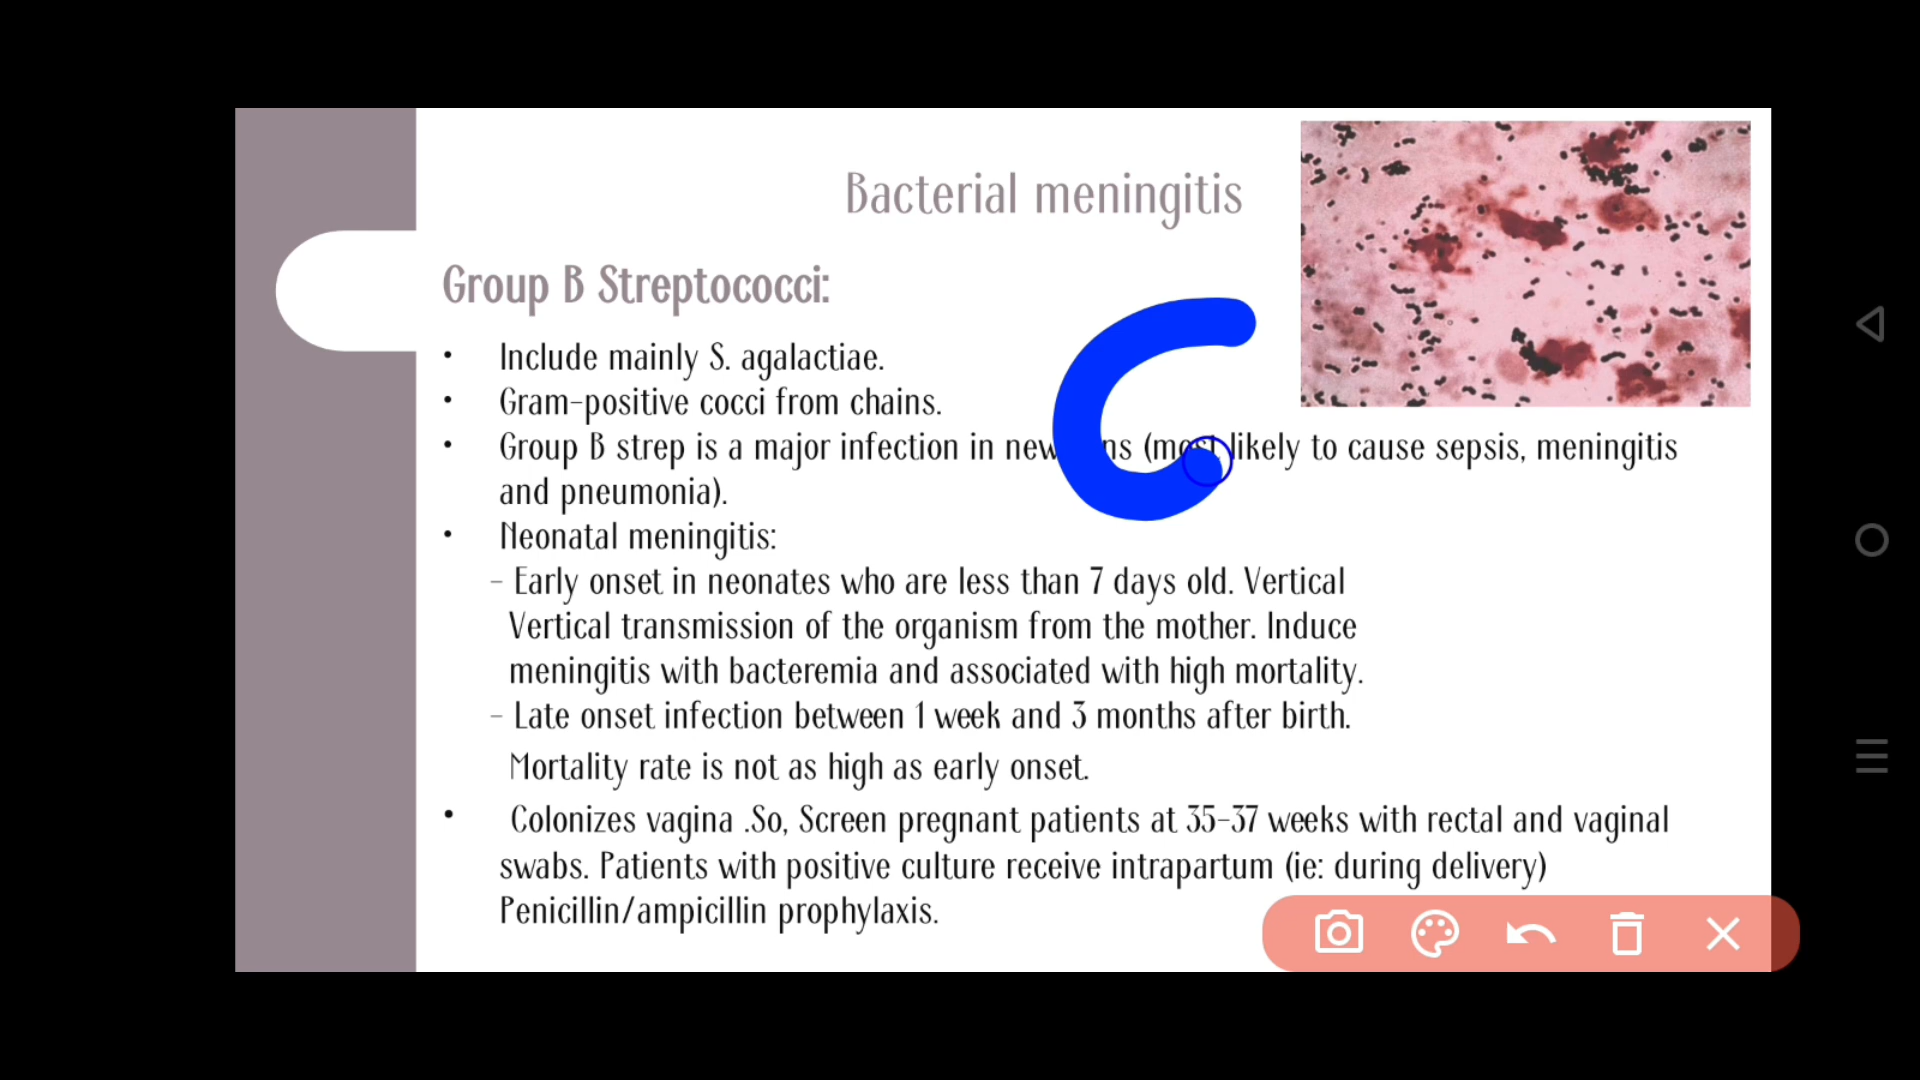 Bacterial meningitis
Group B Streptococci:
• Include mainly S. agalactiae.
• Gram-positive cocci from chains.
• Group B strep is a major infection in (most likely to cause sepsis, meningitis
and pneumonia).
• Neonatal meningitis:
- Early onset in neonates who are less than 7 days old. Vertical
Vertical transmission of the organism from the mother. Induce
meningitis with bacteremia and associated with high mortality.
- Late onset infection between 1 week and 3 months after birth.
Mortality rate is not as high as early onset.
• Colonizes vagina .So, Screen pregnant patients at 35-37 weeks with rectal and vaginal
swabs. Patients with positive culture receive intrapartum (ie: during delivery)
Penicillin/ampicillin prophylaxis.